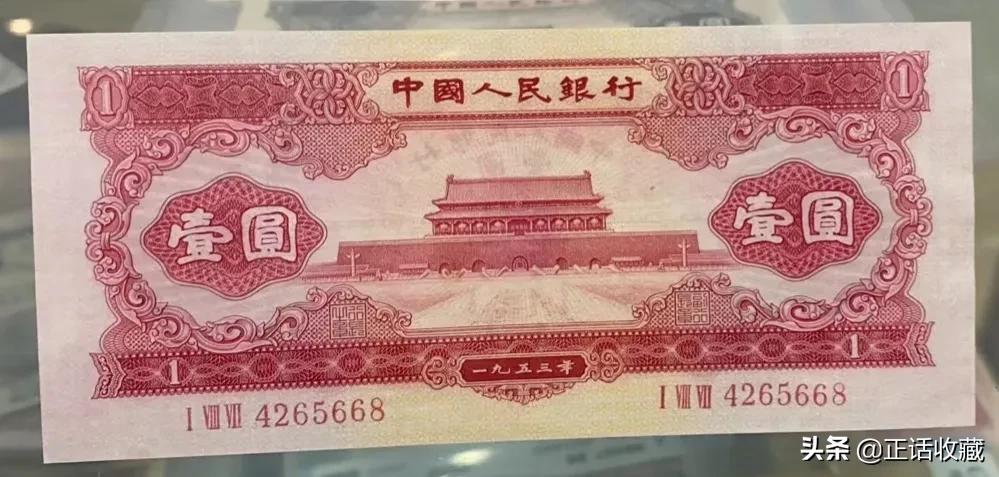 1 中國人民銀行 1
壹圓 壹圓
1 一九五三年 1
I VIII VII 4265668 I VIII VII 4265668
头条 @正话收藏